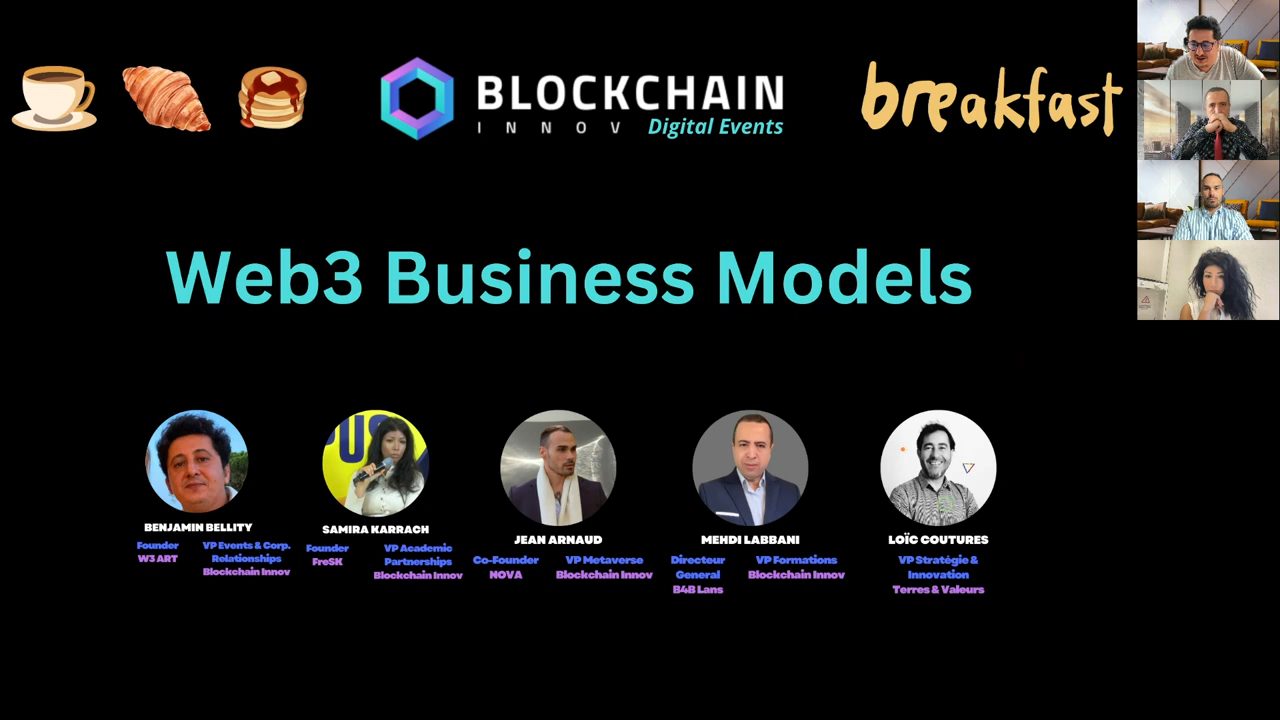 BLOCKCHAIN
INNOV Digital Events
breakfast
Web3 Business Models
BENJAMIN BELLITY
Founder
W3 ART
VP Events & Corp.
Relationships
Blockchain Innov
SAMIRA KARRACH
Founder
FreSK
VP Academic
Partnerships
Blockchain Innov
JEAN ARNAUD
Co-Founder
NOVA
VP Metaverse
Blockchain Innov
MEHDI LABBANI
Directeur
General
B4B Lans
VP Formations
Blockchain Innov
LOÏC COUTURES
VP Stratégie &
Innovation
Terres & Valeurs